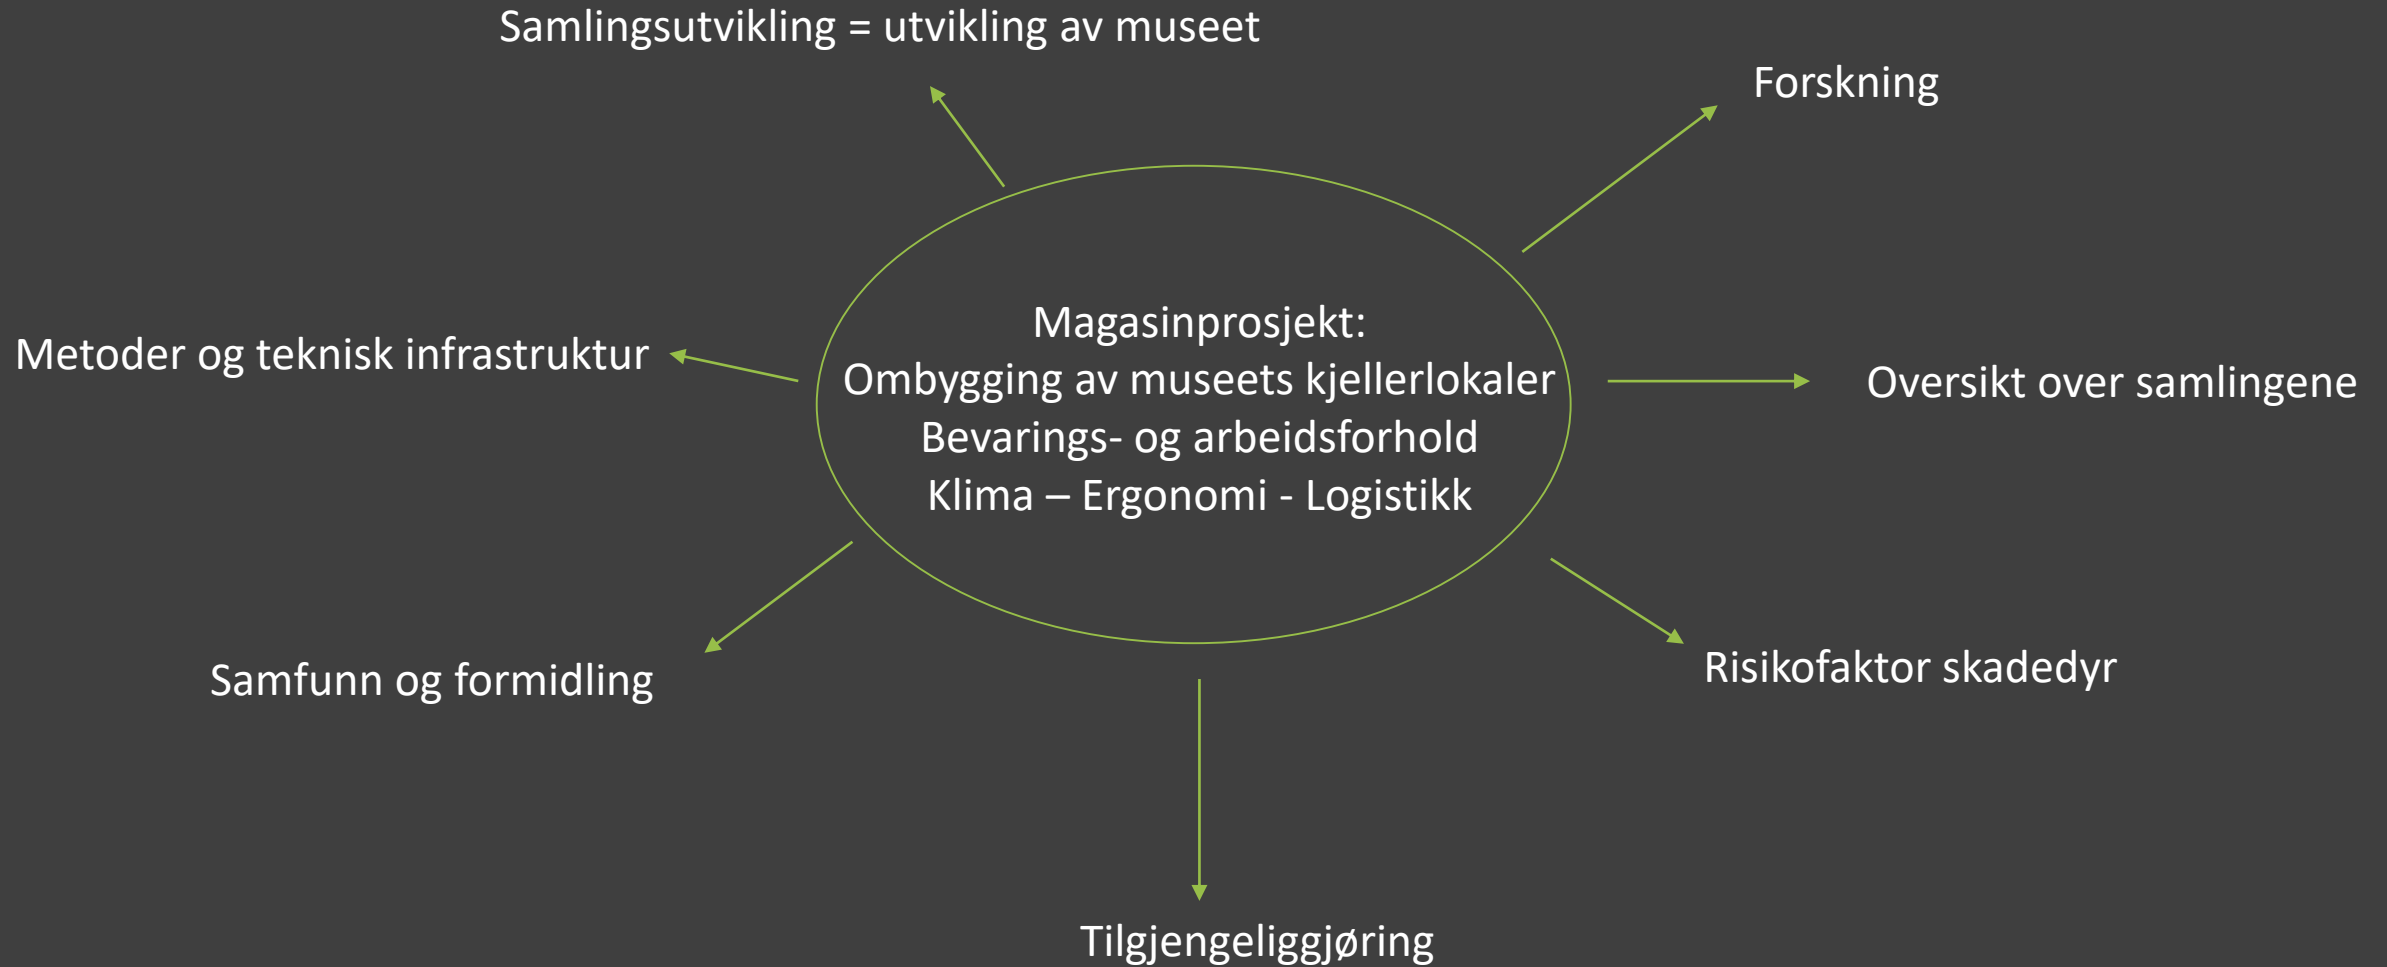 Samlingsutvikling = utvikling av museet
Forskning
Magasinprosjekt:
Ombygging av museets kjellerlokaler
Bevarings- og arbeidsforhold
Klima – Ergonomi - Logistikk
Metoder og teknisk infrastruktur
Oversikt over samlingene
Samfunn og formidling
Risikofaktor skadedyr
Tilgjengeliggjøring